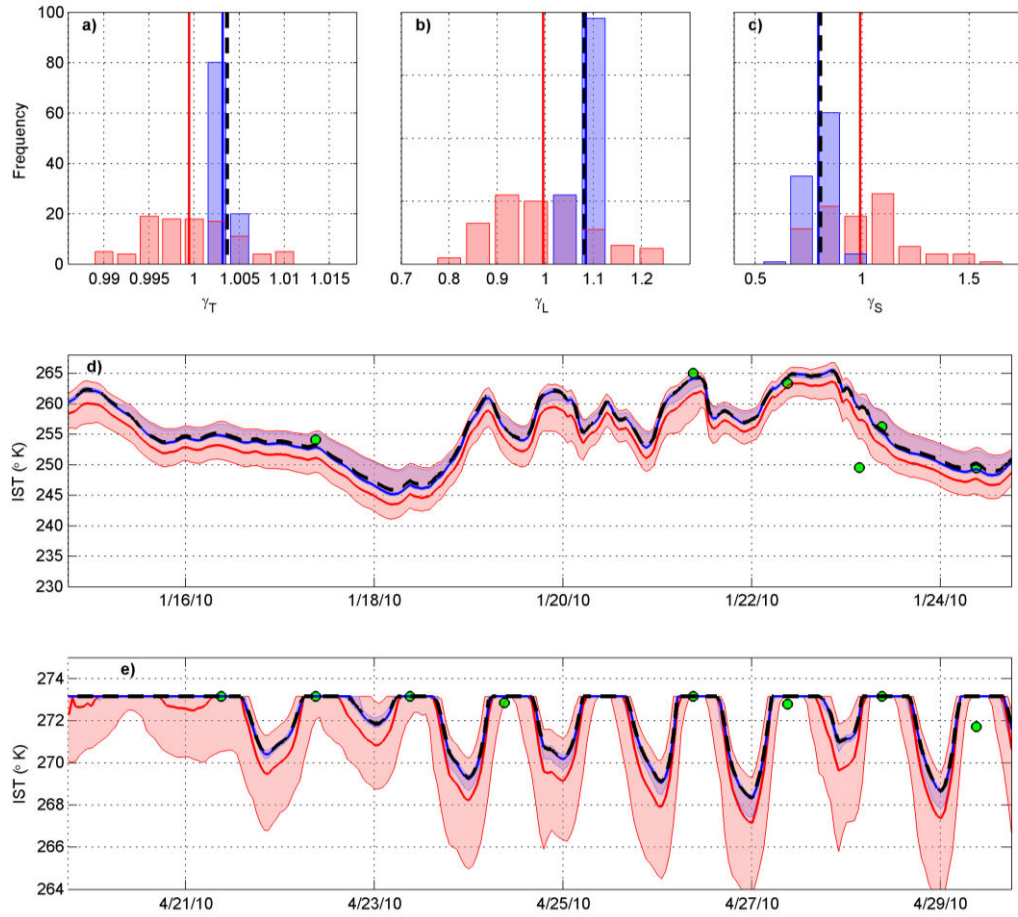 a)
b)
c)
Frequency
100
80
60
40
20
0
0.99 0.995 1 1.005 1.01 1.015
γT
0.7 0.8 0.9 1 1.1 1.2
γL
0.5 1 1.5
γS
d)
IST (° K)
265
260
255
250
245
240
235
230
1/16/10 1/18/10 1/20/10 1/22/10 1/24/10
e)
IST (° K)
274
272
270
268
266
264
4/21/10 4/23/10 4/25/10 4/27/10 4/29/10